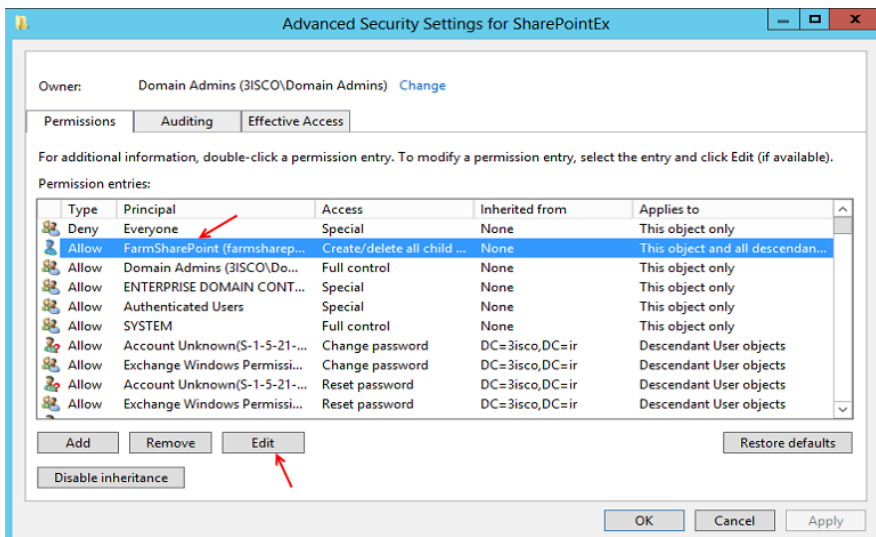 Advanced Security Settings for SharePointEx
Owner: Domain Admins (3ISCO\Domain Admins) Change
Permissions Auditing Effective Access
For additional information, double-click a permission entry. To modify a permission entry, select the entry and click Edit (if available).
Permission entries:
Type Principal Access Inherited from Applies to
Deny Everyone Special None This object only
Allow FarmSharePoint (farmsharep... Create/delete all child ... None This object and all descendan...
Allow Domain Admins (3ISCO\Do... Full control None This object only
Allow ENTERPRISE DOMAIN CONT... Special None This object only
Allow Authenticated Users Special None This object only
Allow SYSTEM Full control None This object only
Allow Account Unknown(S-1-5-21-... Change password DC=3isco,DC=ir Descendant User objects
Allow Exchange Windows Permissi... Change password DC=3isco,DC=ir Descendant User objects
Allow Account Unknown(S-1-5-21-... Reset password DC=3isco,DC=ir Descendant User objects
Allow Exchange Windows Permissi... Reset password DC=3isco,DC=ir Descendant User objects
Add Remove Edit Restore defaults
Disable inheritance
OK Cancel Apply